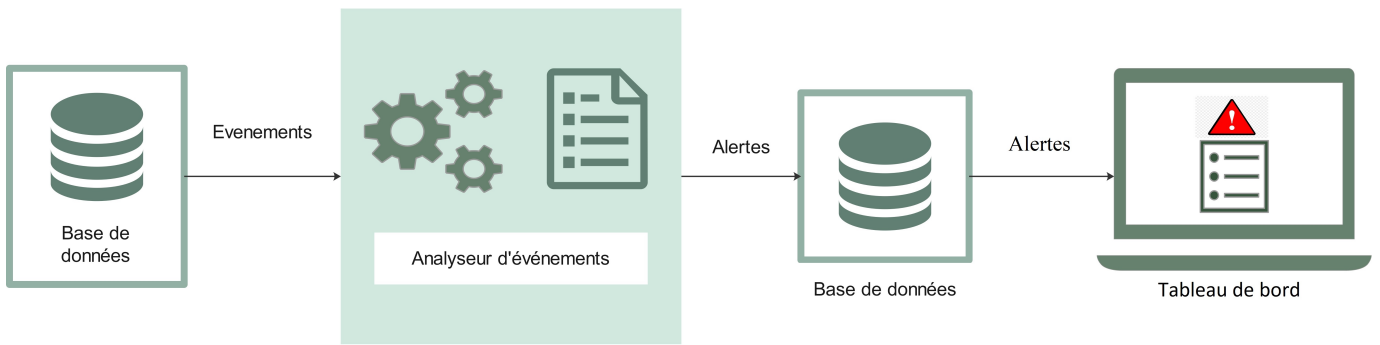 Base de
données
Evenements
Analyseur d'événements
Alertes
Base de données
Alertes
Tableau de bord